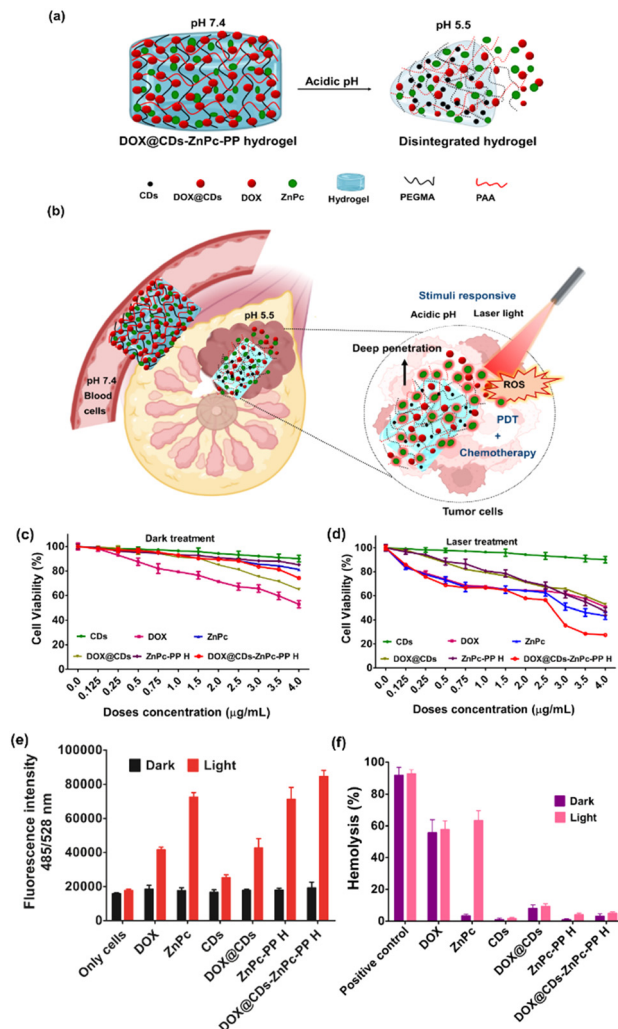 (a)
pH 7.4
pH 5.5
Acidic pH
DOX@CDs-ZnPc-PP hydrogel
Disintegrated hydrogel
CDs
DOX@CDs
DOX
ZnPc
Hydrogel
PEGMA
PAA
(b)
pH 7.4
Blood
cells
pH 5.5
Stimuli responsive
Acidic pH
Laser light
Deep penetration
ROS
PDT
+
Chemotherapy
Tumor cells
(c)
Dark treatment
Cell Viability (%)
100
80
60
40
20
0
CDs
DOX
ZnPc
DOX@CDs
ZnPc-PP H
DOX@CDs-ZnPc-PP H
0.0
0.125
0.25
0.5
0.75
1.0
1.5
2.0
2.5
3.0
3.5
4.0
Doses concentration (μg/mL)
(d)
Laser treatment
Cell Viability (%)
100
80
60
40
20
0
CDs
DOX
ZnPc
DOX@CDs
ZnPc-PP H
DOX@CDs-ZnPc-PP H
0.0
0.125
0.25
0.5
0.75
1.0
1.5
2.0
2.5
3.0
3.5
4.0
Doses concentration (μg/mL)
(e)
Fluorescence intensity
485/528 nm
100000
80000
60000
40000
20000
0
Dark
Light
Only cells
DOX
ZnPc
CDs
DOX@CDs
ZnPc-PP H
DOX@CDs-ZnPc-PP H
(f)
Hemolysis (%)
100
80
60
40
20
0
Dark
Light
Positive control
DOX
ZnPc
CDs
DOX@CDs
ZnPc-PP H
DOX@CDs-ZnPc-PP H